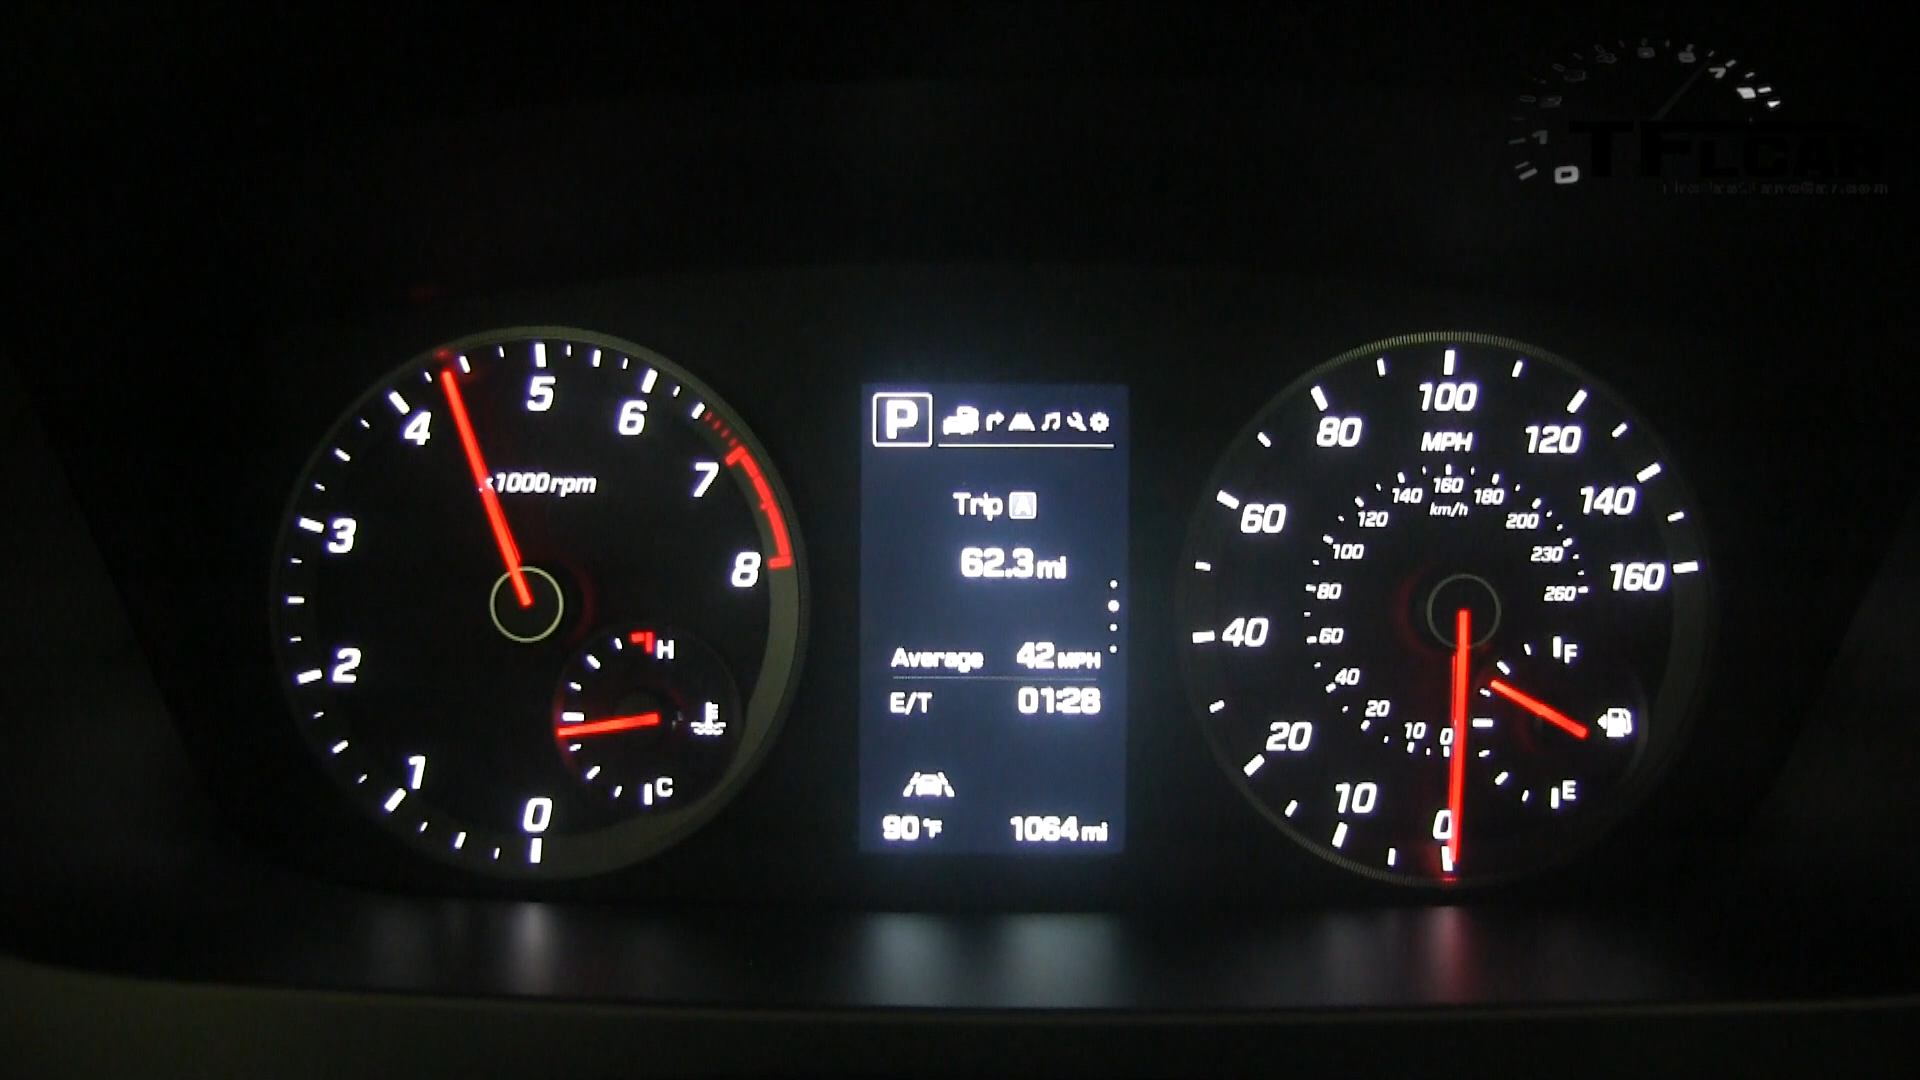 TFLCAR
0 1 2 3 4 5 6 7 8
x1000rpm
H
C
P
Trip A
62.3 mi
Average 42 MPH
E/T 01:28
90 °F 1064 mi
0 10 20 40 60 80 100 120 140 160
MPH
0 10 20 40 60 80 100 120 140 160 180 200 230 260
km/h
F
E